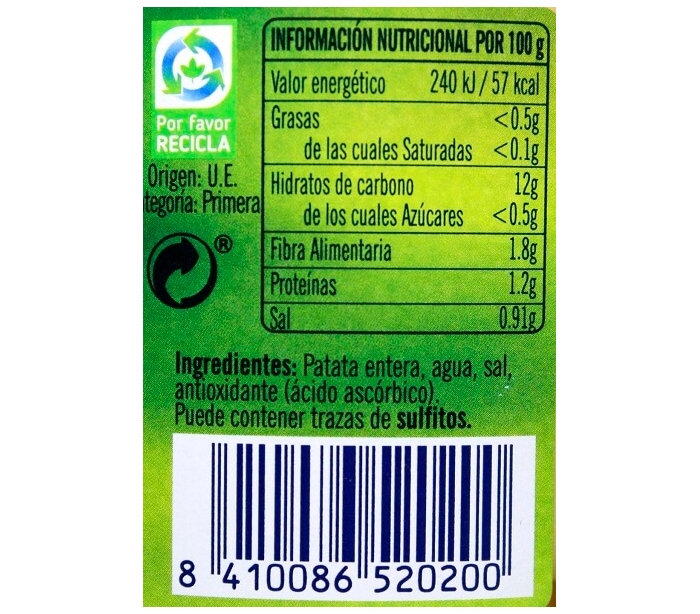 INFORMACIÓN NUTRICIONAL POR 100 g
Valor energético 240 kJ / 57 kcal
Grasas <0.5g
de las cuales Saturadas <0.1g
Hidratos de carbono 12g
de los cuales Azúcares <0.5g
Fibra Alimentaria 1.8g
Proteínas 1.2g
Sal 0.91g
Por favor
RECICLA
Origen: U.E.
tegoría: Primera
®
Ingredientes: Patata entera, agua, sal,
antioxidante (ácido ascórbico).
Puede contener trazas de sulfitos.
8 410086 520200